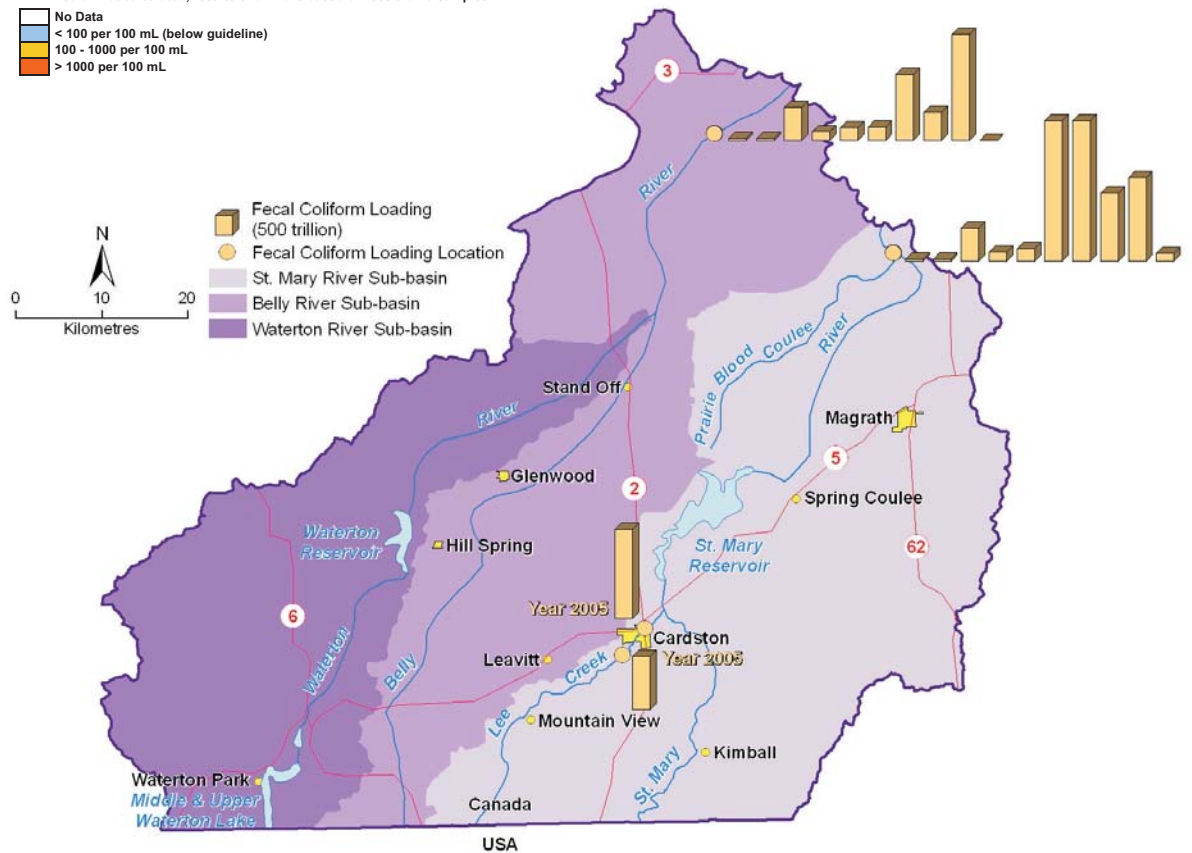 No Data
< 100 per 100 mL (below guideline)
100 - 1000 per 100 mL
> 1000 per 100 mL
3
River
Fecal Coliform Loading
(500 trillion)
Fecal Coliform Loading Location
St. Mary River Sub-basin
Belly River Sub-basin
Waterton River Sub-basin
N
0 10 20
Kilometres
Prairie Blood Coulee
River
Stand Off
River
Magrath
5
Glenwood
2
Spring Coulee
Waterton
Reservoir
Hill Spring
St. Mary
Reservoir
62
6
Year 2005
Cardston
Year 2005
Leavitt
Creek
Waterton
Belly
Lee
Mountain View
Kimball
St. Mary
Waterton Park
Middle & Upper
Waterton Lake
Canada
USA